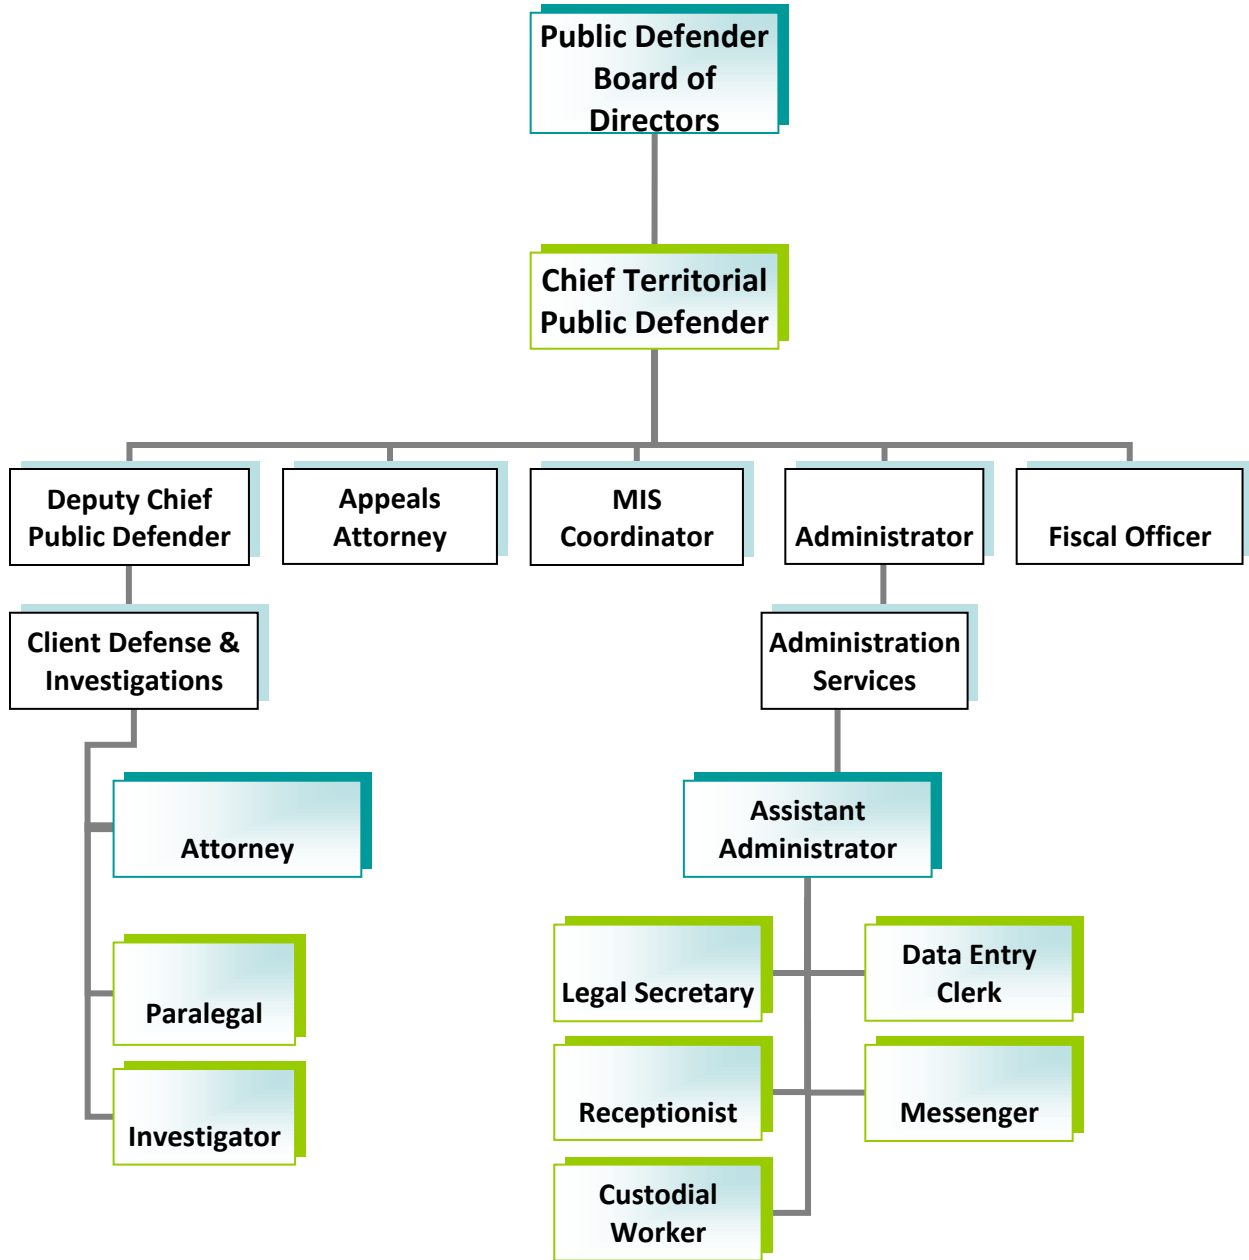 Public Defender
Board of
Directors
Chief Territorial
Public Defender
Deputy Chief
Public Defender
Appeals
Attorney
MIS
Coordinator
Administrator
Fiscal Officer
Client Defense &
Investigations
Administration
Services
Attorney
Assistant
Administrator
Paralegal
Investigator
Legal Secretary
Data Entry
Clerk
Receptionist
Messenger
Custodial
Worker